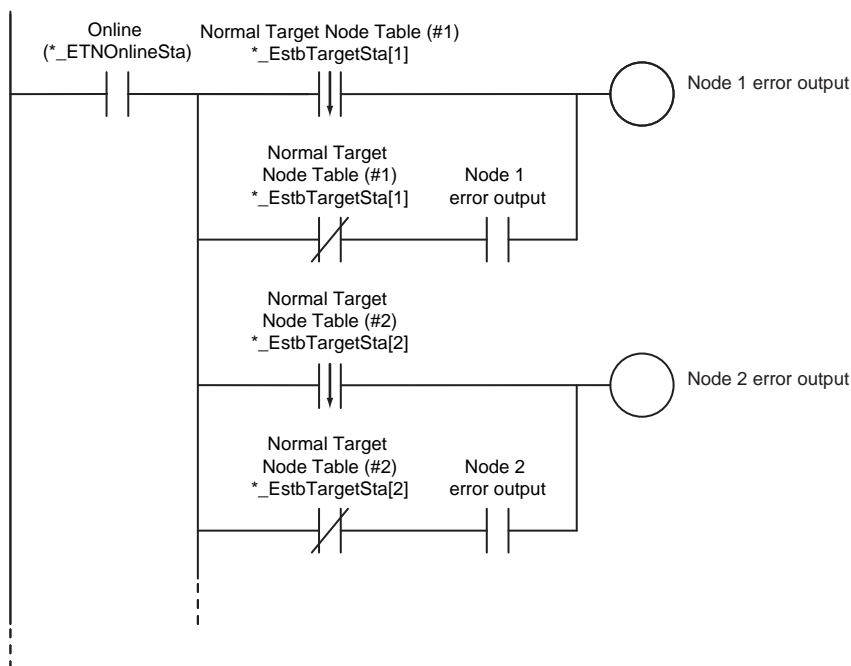 Online
(*_ETNOnlineSta)
Normal Target Node Table (#1)
*_EstbTargetSta[1]
Node 1 error output
Normal Target
Node Table (#1)
*_EstbTargetSta[1]
Node 1
error output
Normal Target
Node Table (#2)
*_EstbTargetSta[2]
Node 2 error output
Normal Target
Node Table (#2)
*_EstbTargetSta[2]
Node 2
error output